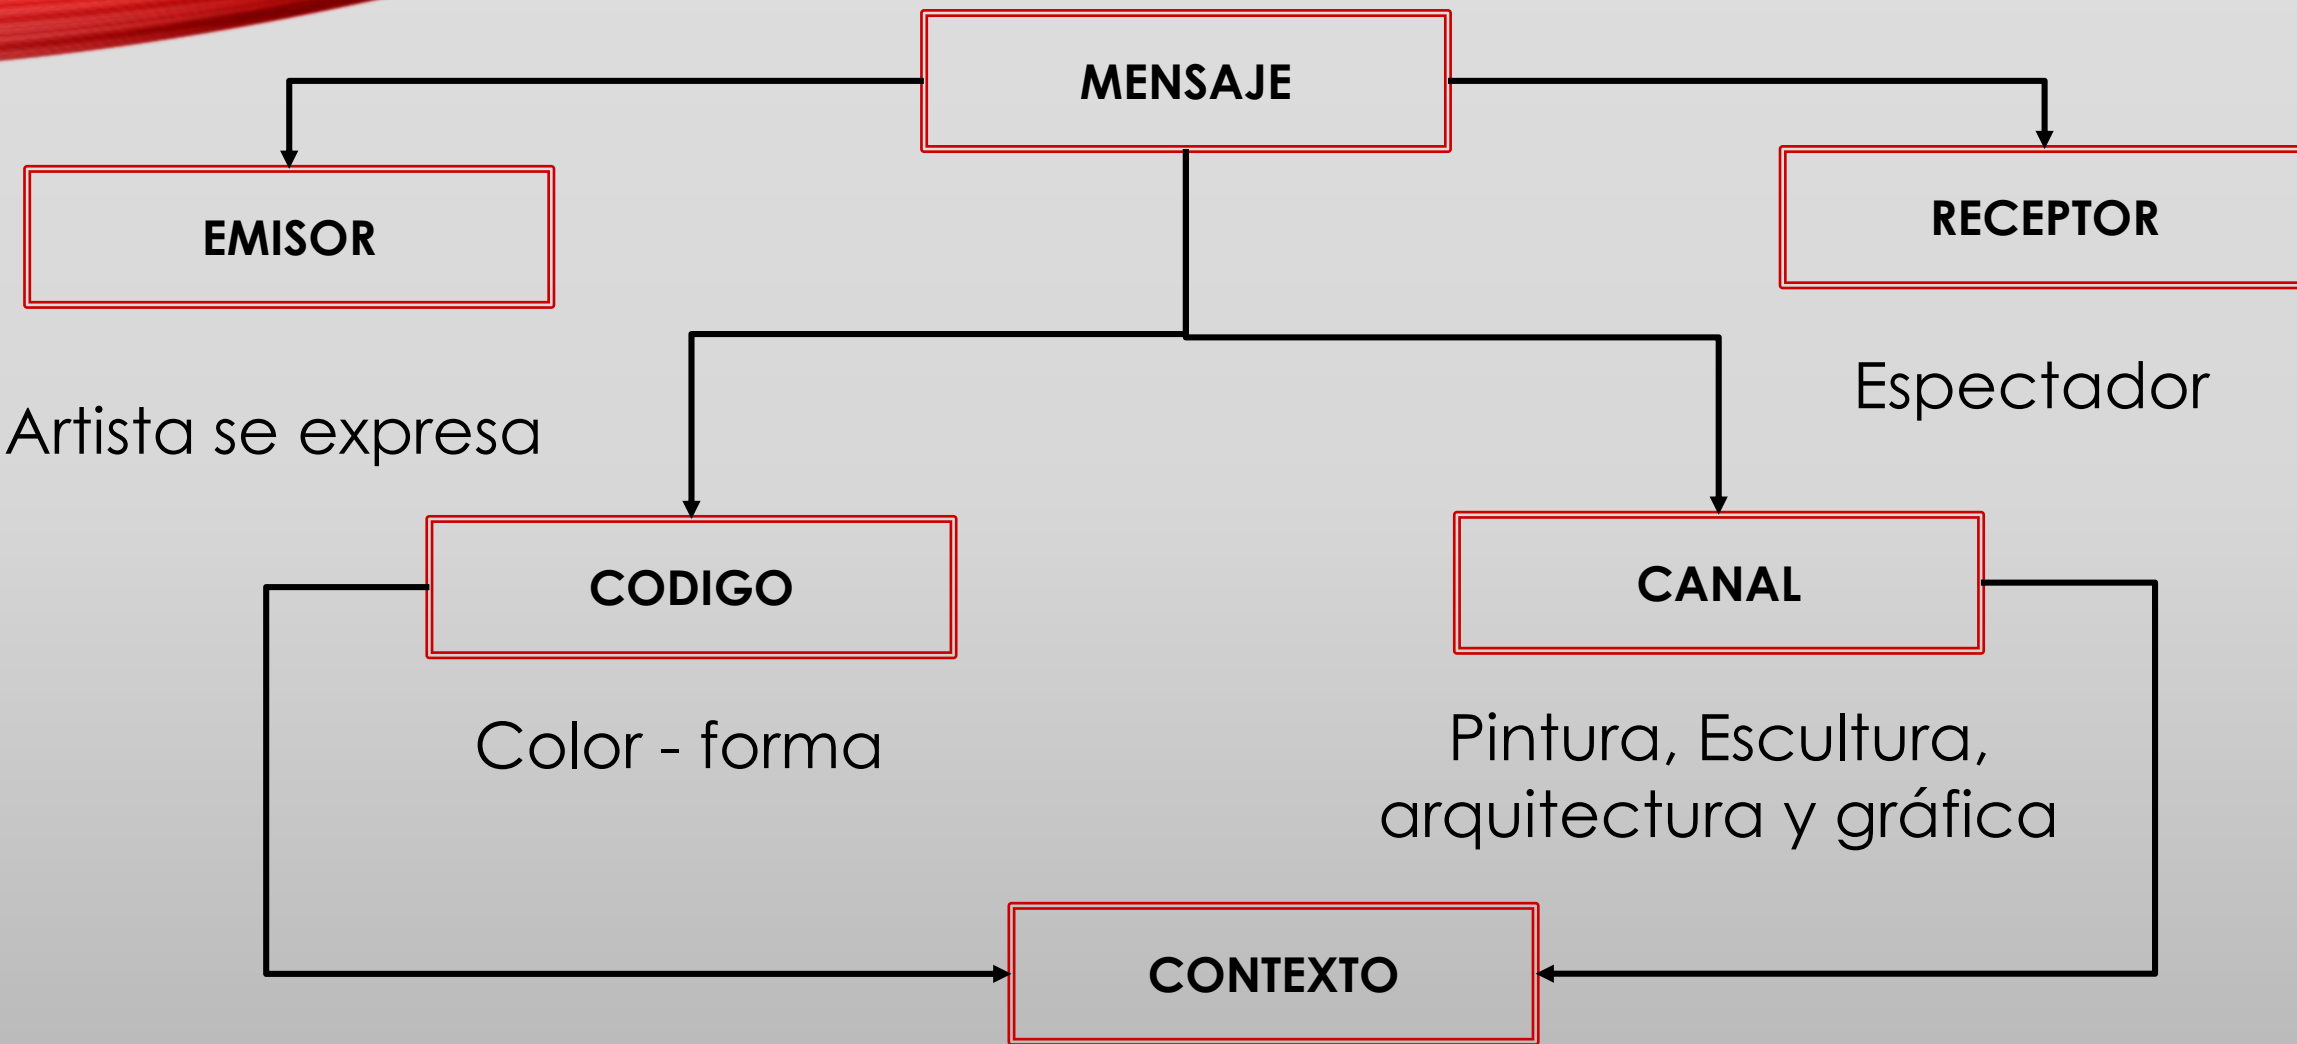 MENSAJE
EMISOR
RECEPTOR
Artista se expresa
Espectador
CODIGO
CANAL
Color - forma
Pintura, Escultura,
arquitectura y gráfica
CONTEXTO